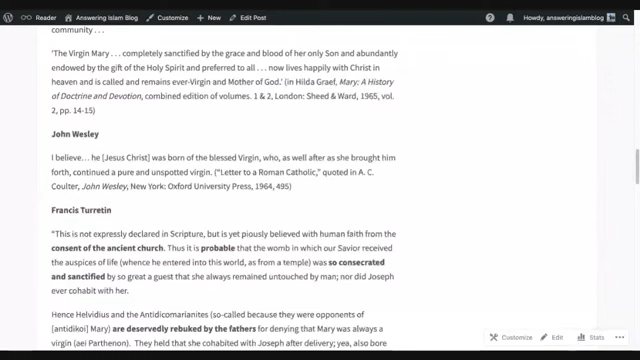 Reader Answering Islam Blog Customize New Edit Post Howdy, answeringislamblog
community . . .
'The Virgin Mary . . . completely sanctified by the grace and blood of her only Son and abundantly
endowed by the gift of the Holy Spirit and preferred to all . . . now lives happily with Christ in
heaven and is called and remains ever-Virgin and Mother of God.' (in Hilda Graef, Mary: A History
of Doctrine and Devotion, combined edition of volumes. 1 & 2, London: Sheed & Ward, 1965, vol.
2, pp. 14-15)
John Wesley
I believe… he [Jesus Christ] was born of the blessed Virgin, who, as well after as she brought him
forth, continued a pure and unspotted virgin. ("Letter to a Roman Catholic," quoted in A. C.
Coulter, John Wesley, New York: Oxford University Press, 1964, 495)
Francis Turretin
"This is not expressly declared in Scripture, but is yet piously believed with human faith from the
consent of the ancient church. Thus it is probable that the womb in which our Savior received
the auspices of life (whence he entered into this world, as from a temple) was so consecrated
and sanctified by so great a guest that she always remained untouched by man; nor did Joseph
ever cohabit with her.
Hence Helvidius and the Antidicomarianites (so-called because they were opponents of
[antidikoi] Mary) are deservedly rebuked by the fathers for denying that Mary was always a
virgin (aei Parthenon). They held that she cohabited with Joseph after delivery; yea, also bore
Customize Edit Stats